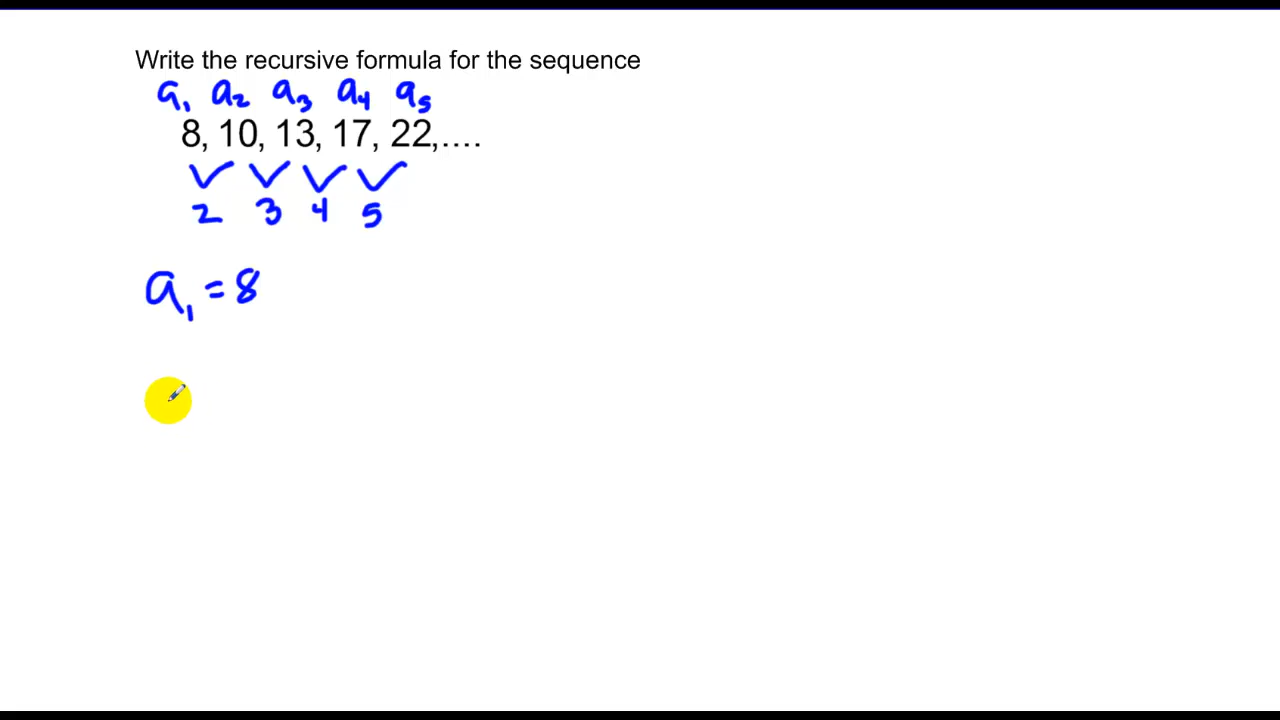 Write the recursive formula for the sequence
a₁ a₂ a₃ a₄ a₅
8, 10, 13, 17, 22,....
2 3 4 5
a₁ = 8